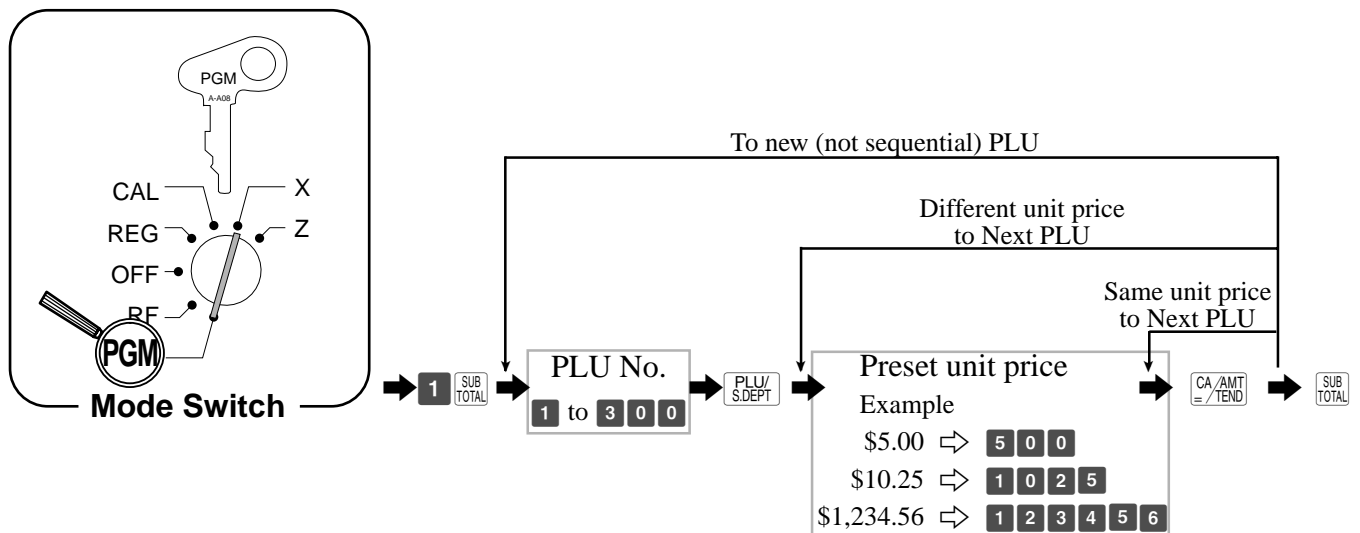 PGM
A-A08
CAL
X
REG
Z
OFF
RF
PGM
Mode Switch
To new (not sequential) PLU
Different unit price
to Next PLU
Same unit price
to Next PLU
1
SUB
TOTAL
PLU No.
1 to 3 0 0
PLU/
S.DEPT
Preset unit price
Example
$5.00 ⇨ 5 0 0
$10.25 ⇨ 1 0 2 5
$1,234.56 ⇨ 1 2 3 4 5 6
CA/AMT
=/TEND
SUB
TOTAL